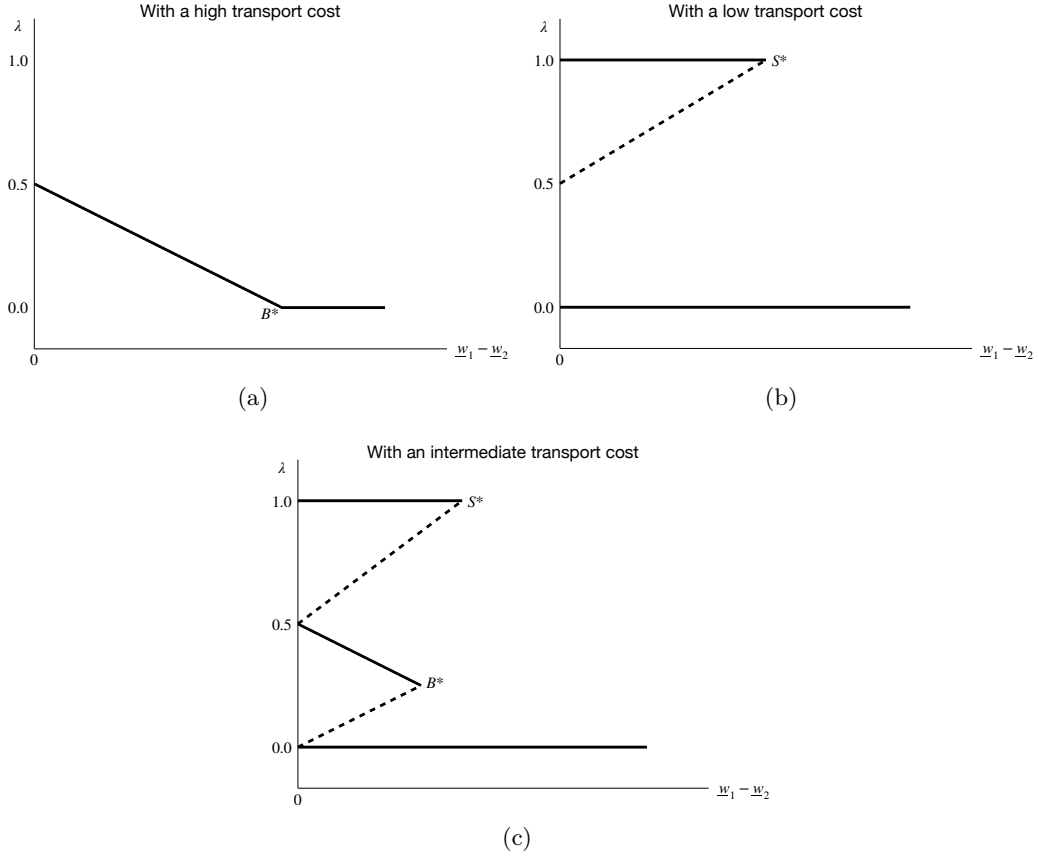 With a high transport cost
λ
1.0
0.5
0.0
B*
0
w̲₁ − w̲₂
(a)
With a low transport cost
λ
1.0
S*
0.5
0.0
0
w̲₁ − w̲₂
(b)
With an intermediate transport cost
λ
1.0
S*
0.5
B*
0.0
0
w̲₁ − w̲₂
(c)